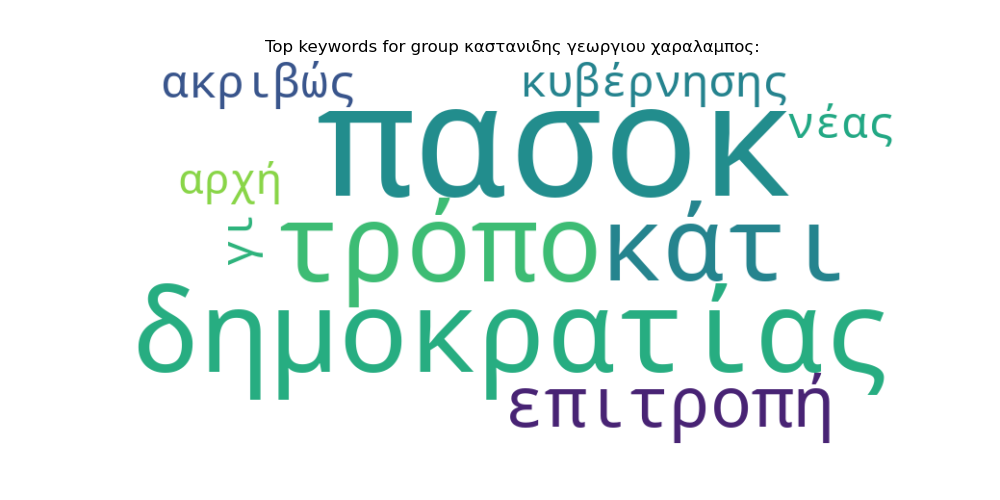 Top keywords for group καστανιδης γεωργιου χαραλαμπος:
ακριβώς
κυβέρνησης
πασοκ
νέας
αρχή
γι
τρόπο
κάτι
δημοκρατίας
επιτροπή